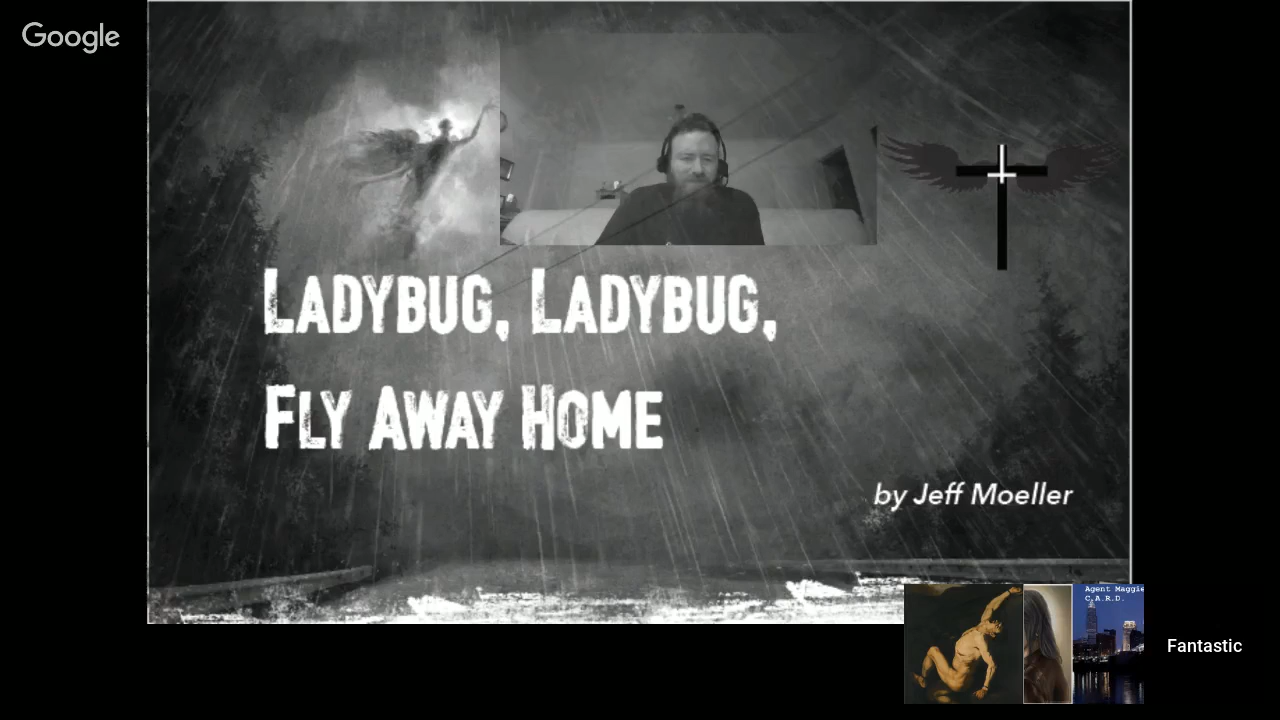 Google
LADYBUG, LADYBUG,
FLY AWAY HOME
by Jeff Moeller
Agent Maggie
C.A.R.D.
Fantastic